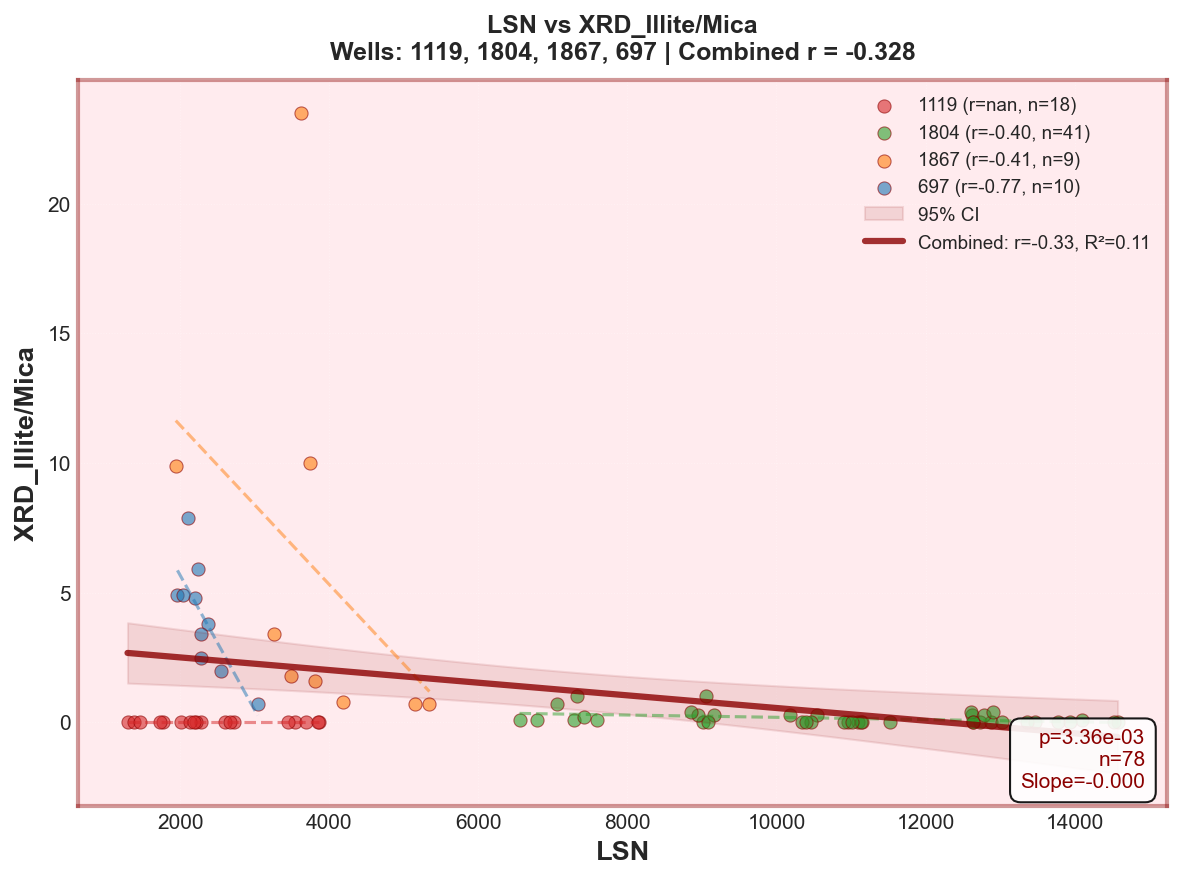 LSN vs XRD_Illite/Mica
Wells: 1119, 1804, 1867, 697 | Combined r = -0.328
1119 (r=nan, n=18)
1804 (r=-0.40, n=41)
1867 (r=-0.41, n=9)
697 (r=-0.77, n=10)
95% CI
Combined: r=-0.33, R²=0.11
XRD_Illite/Mica
20
15
10
5
0
p=3.36e-03
n=78
Slope=-0.000
2000 4000 6000 8000 10000 12000 14000
LSN